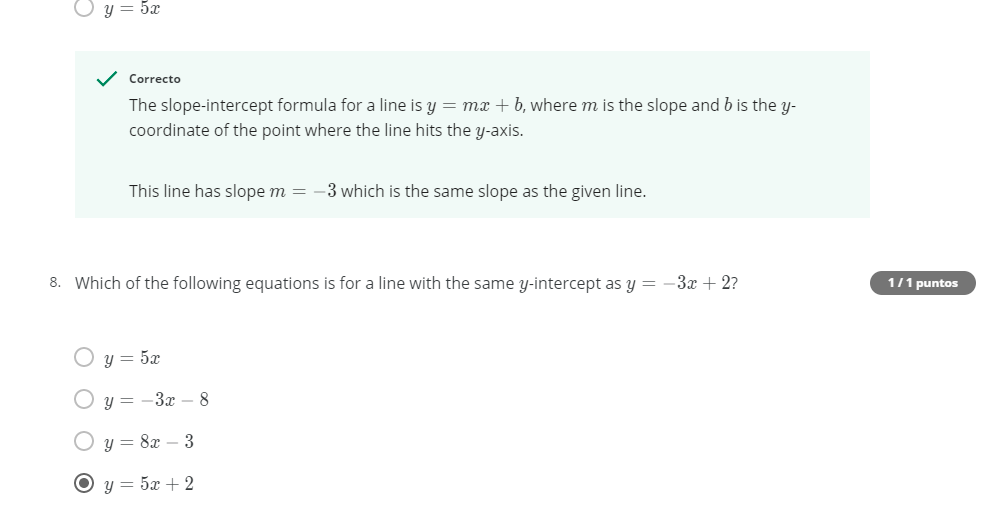 y = 5x
Correcto
The slope-intercept formula for a line is y = mx + b, where m is the slope and b is the y-
coordinate of the point where the line hits the y-axis.
This line has slope m = −3 which is the same slope as the given line.
8. Which of the following equations is for a line with the same y-intercept as y = −3x + 2?
1 / 1 puntos
y = 5x
y = −3x − 8
y = 8x − 3
y = 5x + 2